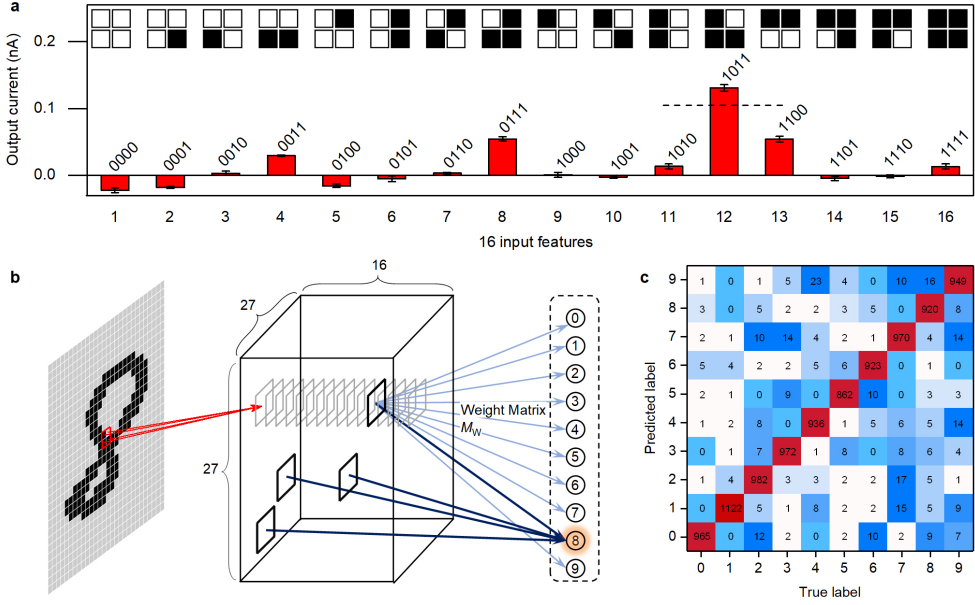 a
Output current (nA)
0.2
0.1
0.0
0000
0001
0010
0011
0100
0101
0110
0111
1000
1001
1010
1011
1100
1101
1110
1111
1 2 3 4 5 6 7 8 9 10 11 12 13 14 15 16
16 input features
b
16
27
27
Weight Matrix
M_W
0
1
2
3
4
5
6
7
8
9
c
Predicted label
9 1 0 1 5 23 4 0 10 16 949
8 3 0 5 2 2 3 5 0 920 8
7 2 1 10 14 4 2 1 970 4 14
6 5 4 2 2 5 6 923 0 1 0
5 2 1 0 9 0 862 10 0 3 3
4 1 2 8 0 936 1 5 6 5 14
3 0 1 7 972 1 8 0 8 6 4
2 1 4 982 3 3 2 2 17 5 1
1 0 1122 5 1 8 2 2 15 5 9
0 965 0 12 2 0 2 10 2 9 7
0 1 2 3 4 5 6 7 8 9
True label